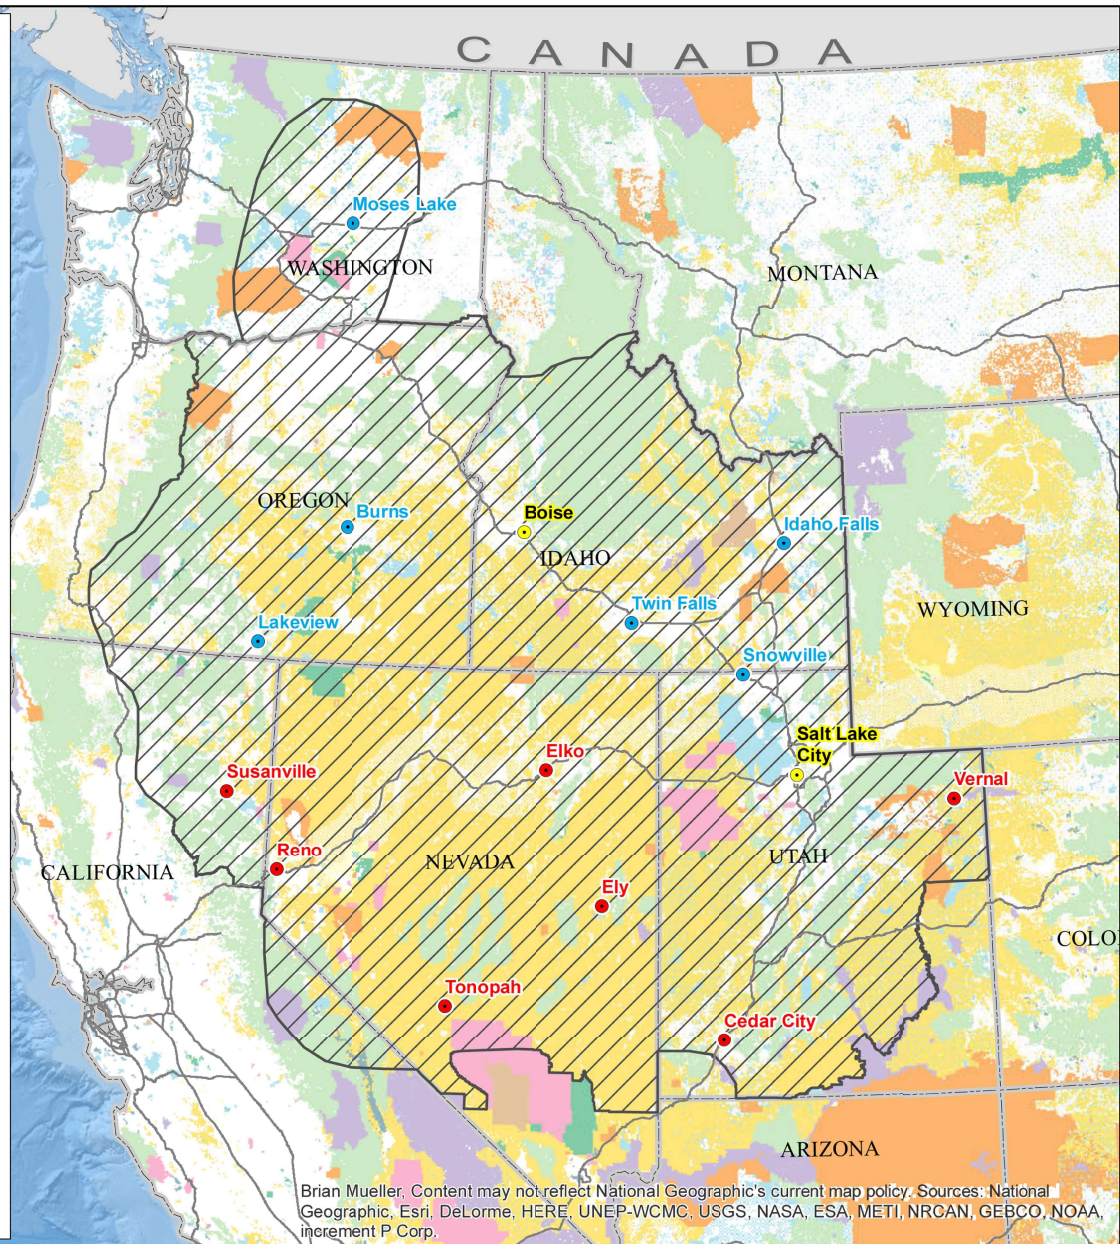 CANADA
Moses Lake
WASHINGTON
MONTANA
OREGON
Burns
Boise
Idaho Falls
IDAHO
Twin Falls
WYOMING
Lakeview
Snowville
Salt Lake
City
Elko
Susanville
Vernal
Reno
NEVADA
UTAH
CALIFORNIA
Ely
COLO
Tonopah
Cedar City
ARIZONA
Brian Mueller, Content may not reflect National Geographic's current map policy. Sources: National
Geographic, Esri, DeLorme, HERE, UNEP-WCMC, USGS, NASA, ESA, METI, NRCAN, GEBCO, NOAA,
increment P Corp.